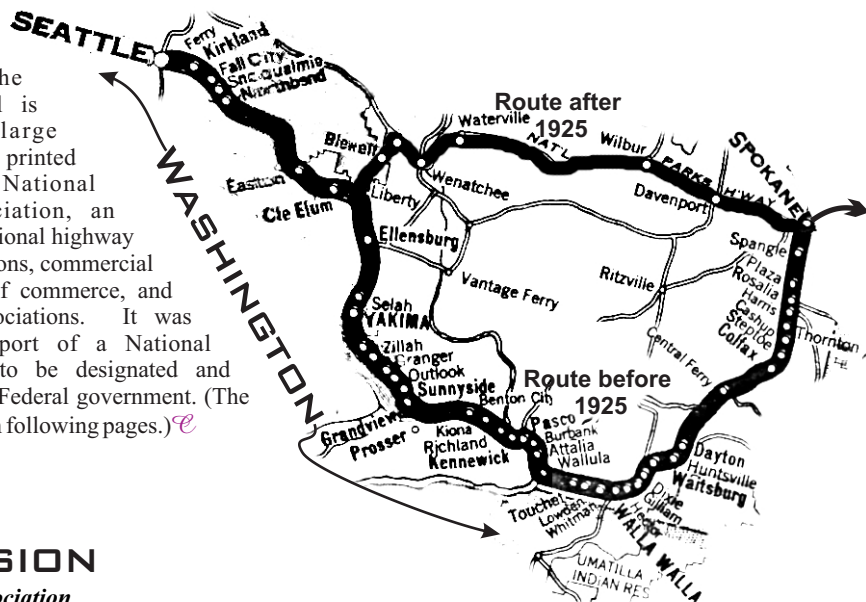 he
l is
large
printed
National
ciation, an
tional highway
ons, commercial
of commerce, and
ociations. It was
port of a National
to be designated and
Federal government. (The
n following pages.)
SION
ociation
SEATTLE
WASHINGTON
Ferry
Kirkland
Fall City
Snoqualmie
Northbend
Easton
Cle Elum
Liberty
Blewett
Wenatchee
Waterville
Route after
1925
NAT'L
PARKS
H'WAY
Wilbur
Davenport
SPOKANE
Ellensburg
Vantage Ferry
Ritzville
Spangle
Plaza
Rosalia
Harris
Cashup
Steptoe
Colfax
Thornton
Central Ferry
Selah
YAKIMA
Zillah
Granger
Outlook
Sunnyside
Grandview
Prosser
Benton City
Kiona
Richland
Kennewick
Route before
1925
Pasco
Burbank
Attalia
Wallula
Touchet
Lowden
Whitman
WALLA WALLA
Dixie
Dayton
Huntsville
Waitsburg
UMATILLA
INDIAN RES